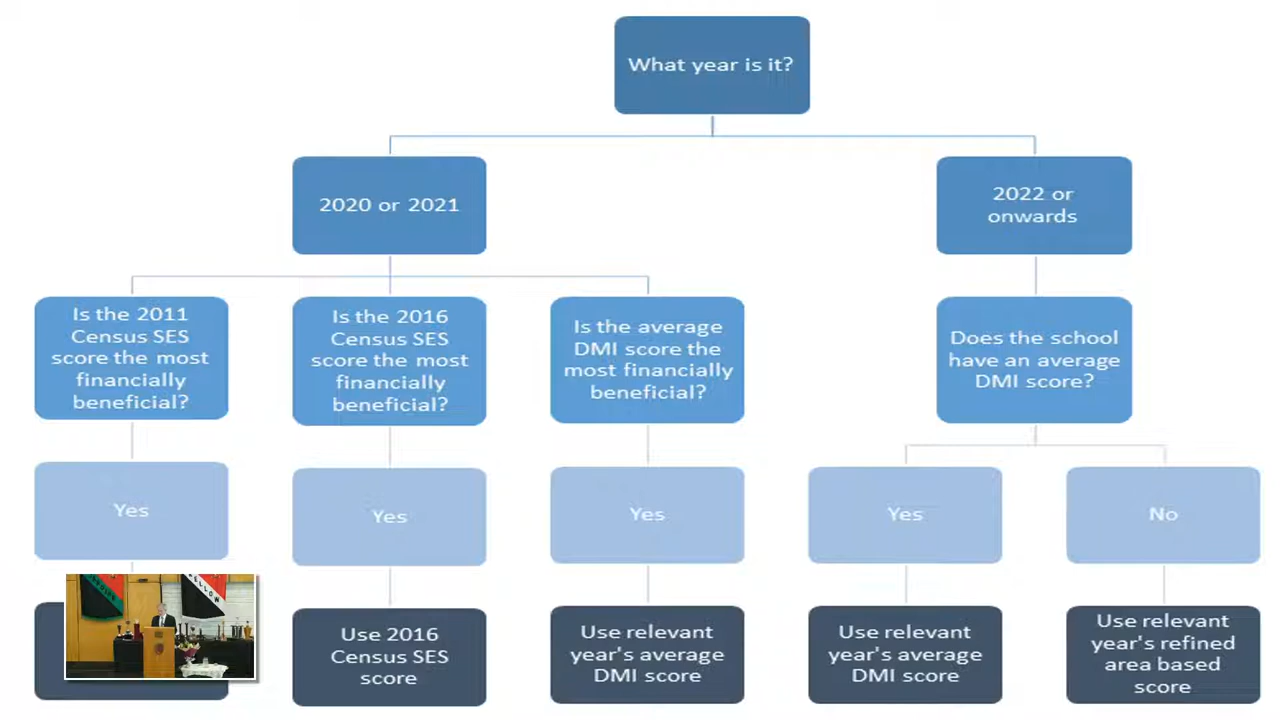 What year is it?
2020 or 2021
2022 or
onwards
Is the 2011
Census SES
score the most
financially
beneficial?
Is the 2016
Census SES
score the most
financially
beneficial?
Is the average
DMI score the
most financially
beneficial?
Does the school
have an average
DMI score?
Yes
Yes
Yes
Yes
No
Use 2016
Census SES
score
Use relevant
year's average
DMI score
Use relevant
year's average
DMI score
Use relevant
year's refined
area based
score